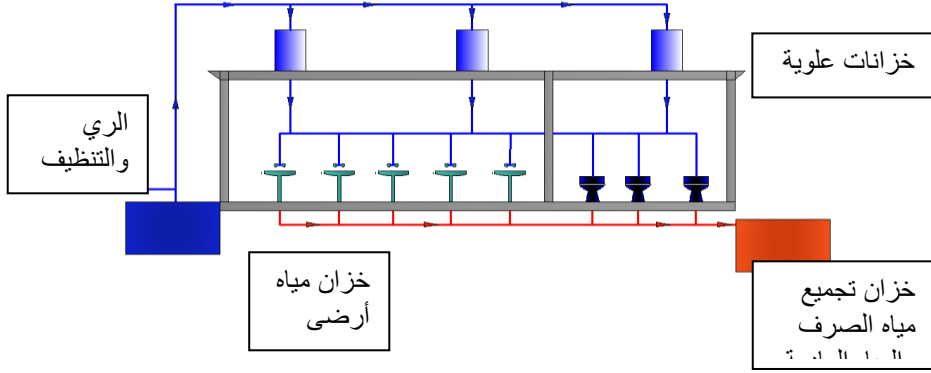 خزانات علوية
الري
والتنظيف
خزان مياه
أرضى
خزان تجميع
مياه الصرف